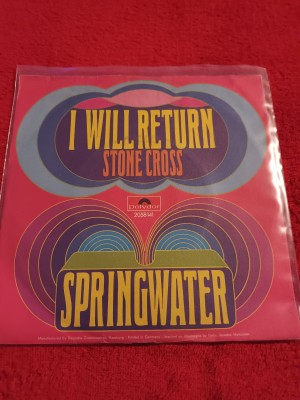 I WILL RETURN
STONE CROSS
polydor
2058141
SPRINGWATER